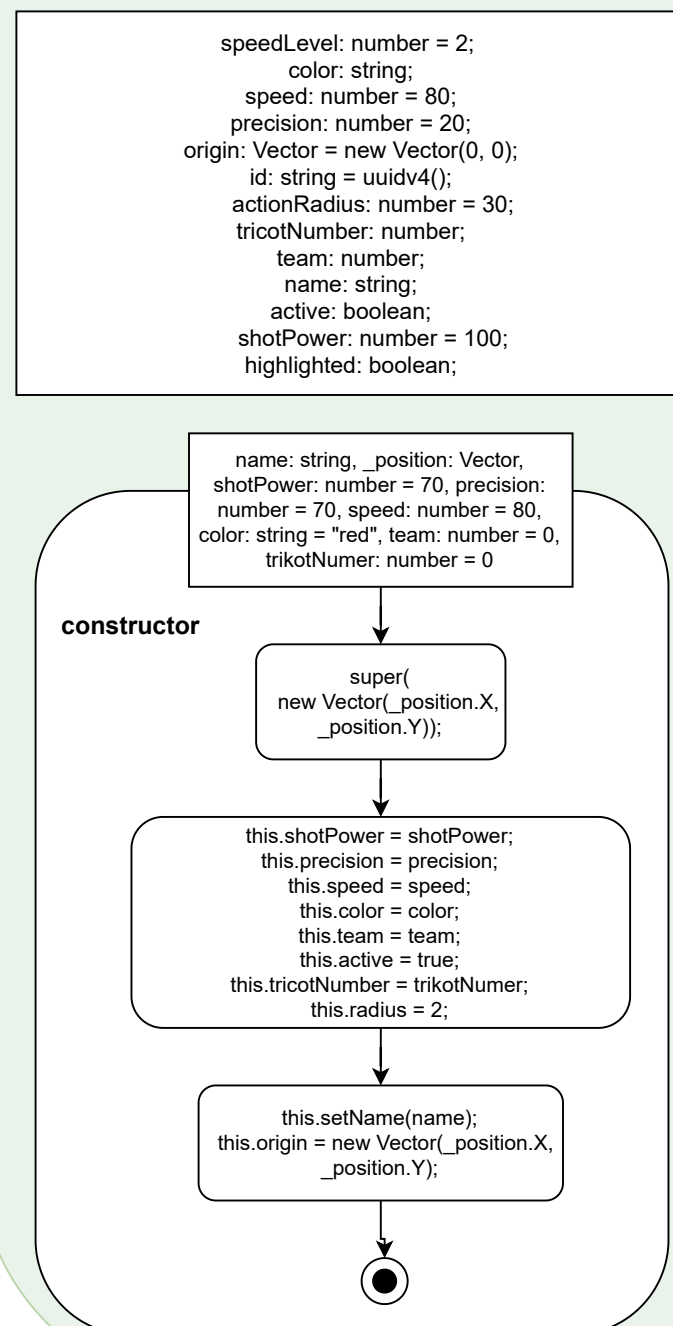 speedLevel: number = 2;
color: string;
speed: number = 80;
precision: number = 20;
origin: Vector = new Vector(0, 0);
id: string = uuidv4();
actionRadius: number = 30;
tricotNumber: number;
team: number;
name: string;
active: boolean;
shotPower: number = 100;
highlighted: boolean;
name: string, _position: Vector,
shotPower: number = 70, precision:
number = 70, speed: number = 80,
color: string = "red", team: number = 0,
trikotNumer: number = 0
constructor
super(
new Vector(_position.X,
_position.Y));
this.shotPower = shotPower;
this.precision = precision;
this.speed = speed;
this.color = color;
this.team = team;
this.active = true;
this.tricotNumber = trikotNumer;
this.radius = 2;
this.setName(name);
this.origin = new Vector(_position.X,
_position.Y);